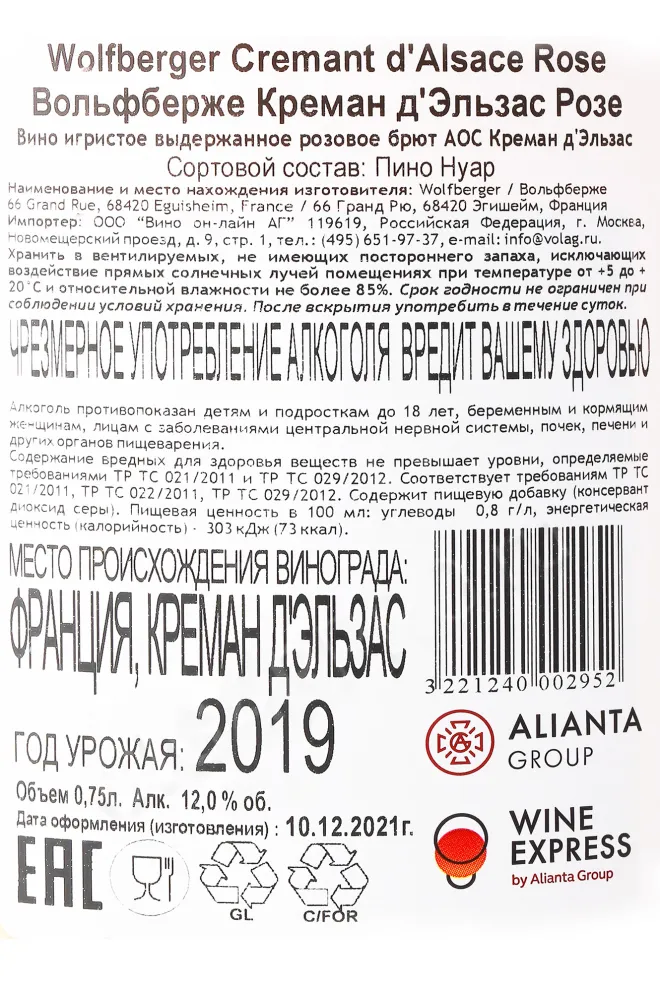 Wolfberger Cremant d'Alsace Rose
Вольфберже Креман д'Эльзас Розе
Вино игристое выдержанное розовое брют АОС Креман д'Эльзас
Сортовой состав: Пино Нуар
Наименование и место нахождения изготовителя: Wolfberger / Вольфберже
66 Grand Rue, 68420 Eguisheim, France / 66 Гранд Рю, 68420 Эгишейм, Франция
Импортер: ООО "Вино он-лайн АГ" 119619, Российская Федерация, г. Москва,
Новомещерский проезд, д. 9, стр. 1, тел.: (495) 651-97-37, e-mail: info@volag.ru.
Хранить в вентилируемых, не имеющих постороннего запаха, исключающих
воздействие прямых солнечных лучей помещениях при температуре от +5 до +
20°С и относительной влажности не более 85%. Срок годности не ограничен при
соблюдении условий хранения. После вскрытия употребить в течение суток.
ЧРЕЗМЕРНОЕ УПОТРЕБЛЕНИЕ АЛКОГОЛЯ ВРЕДИТ ВАШЕМУ ЗДОРОВЬЮ
Алкоголь противопоказан детям и подросткам до 18 лет, беременным и кормящим
женщинам, лицам с заболеваниями центральной нервной системы, почек, печени и
других органов пищеварения.
Содержание вредных для здоровья веществ не превышает уровни, определяемые
требованиями ТР ТС 021/2011 и ТР ТС 029/2012. Соответствует требованиям ТР ТС
021/2011, ТР ТС 022/2011, ТР ТС 029/2012. Содержит пищевую добавку (консервант
диоксид серы). Пищевая ценность в 100 мл: углеводы 0,8 г/л, энергетическая
ценность (калорийность) - 303 кДж (73 ккал).
МЕСТО ПРОИСХОЖДЕНИЯ ВИНОГРАДА:
ФРАНЦИЯ, КРЕМАН Д'ЭЛЬЗАС
3 221240 002952
ГОД УРОЖАЯ: 2019
ALIANTA
GROUP
Объем 0,75л. Алк. 12,0 % об.
Дата оформления (изготовления) : 10.12.2021г.
WINE
EXPRESS
by Alianta Group
EAC
GL
C/FOR